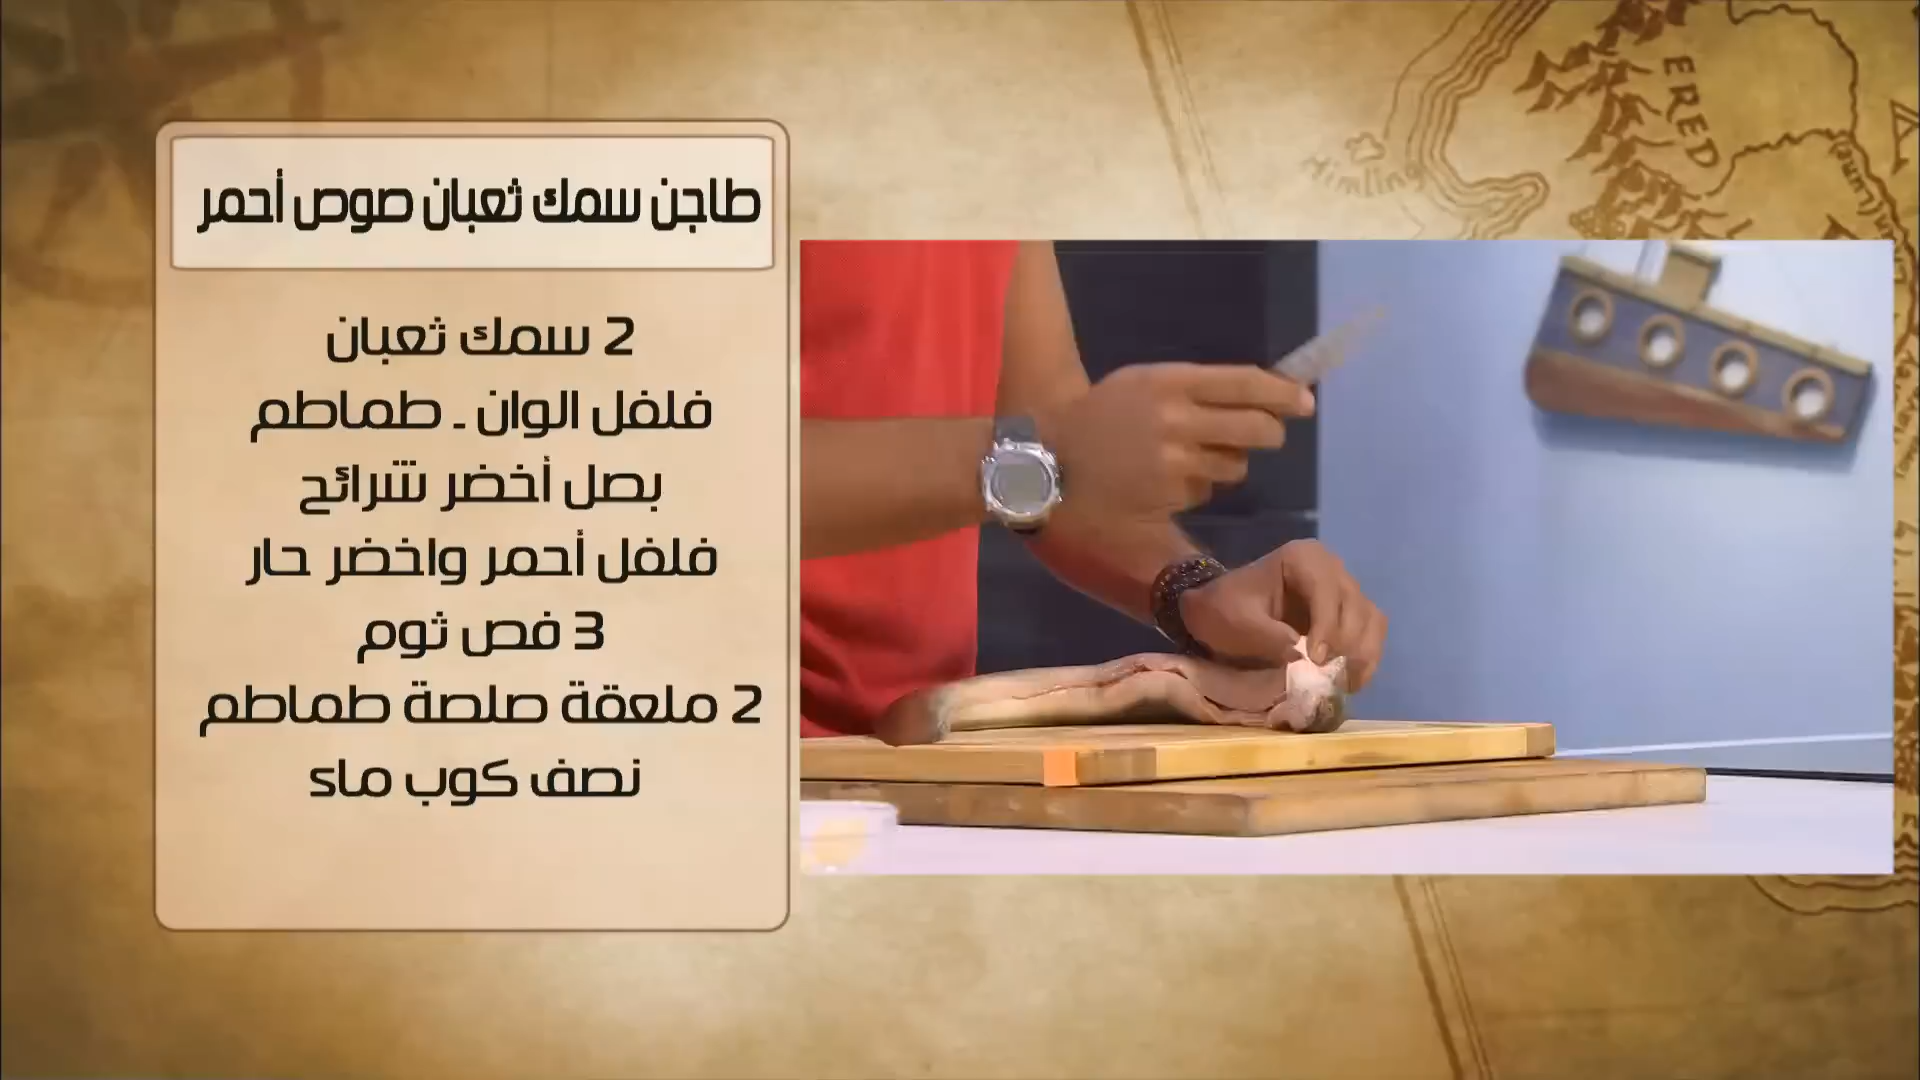 طاجن سمك ثعبان صوص أحمر
2 سمك ثعبان
فلفل الوان - طماطم
بصل أخضر شرائح
فلفل أحمر واخضر حار
3 فص ثوم
2 ملعقة صلصة طماطم
نصف كوب ماء
ERED
Himling